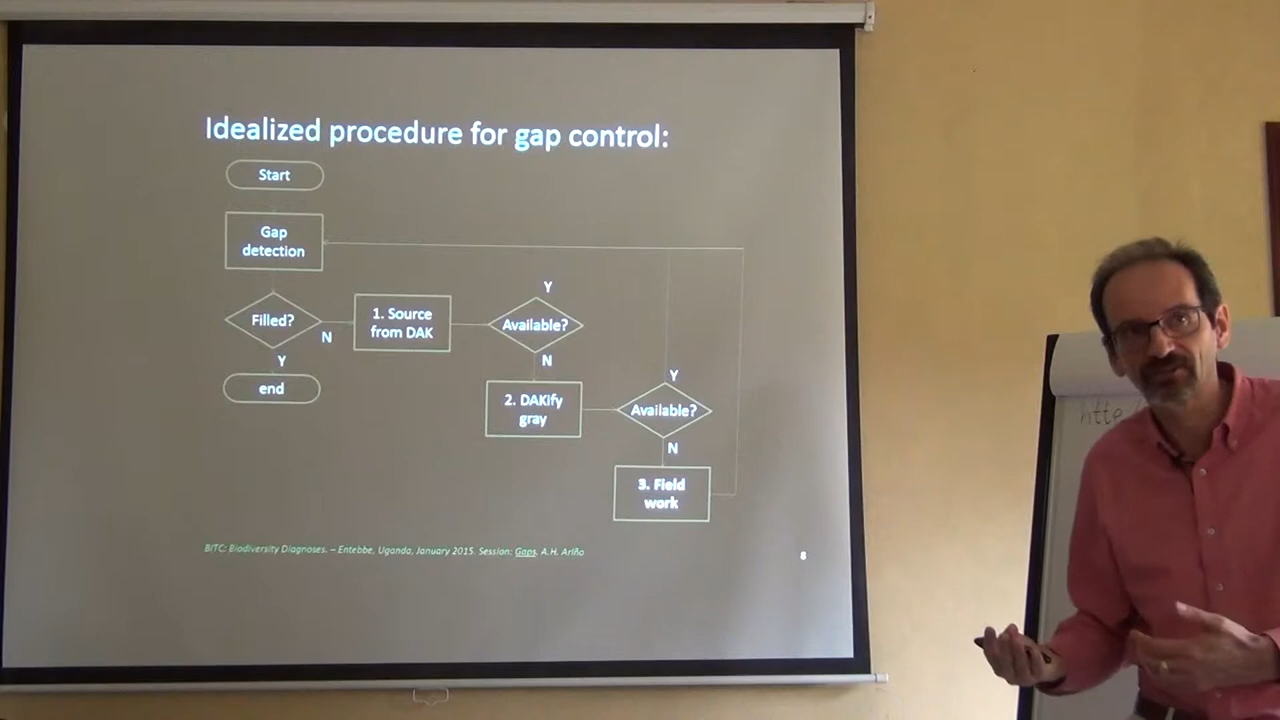 Idealized procedure for gap control:
Start
Gap
detection
Filled?
N
Y
end
1. Source
from DAK
Available?
Y
N
2. DAKify
gray
Available?
Y
N
3. Field
work
BITC: Biodiversity Diagnoses. – Entebbe, Uganda, January 2015. Session: Gaps. A.H. Ariño
8